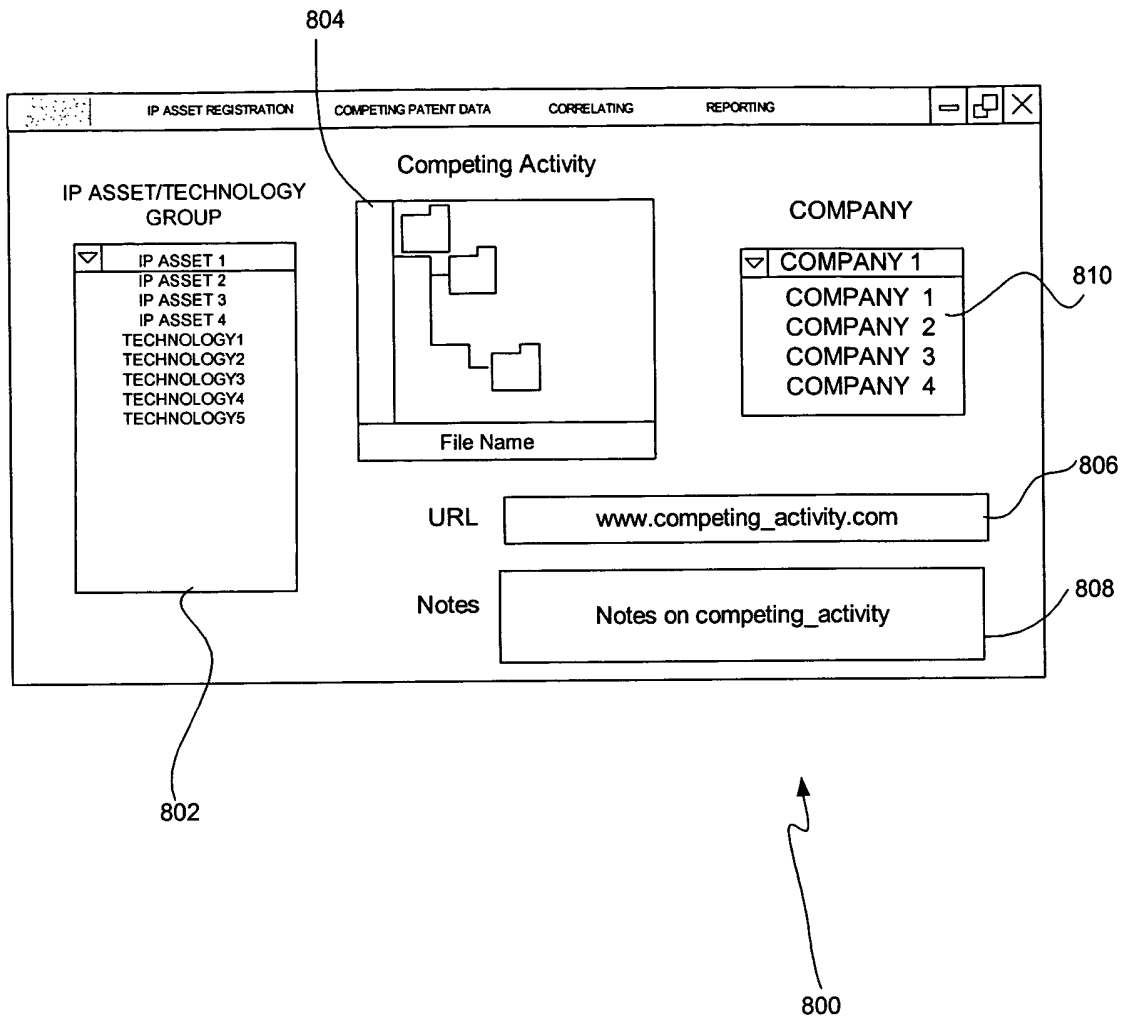 804
IP ASSET REGISTRATION COMPETING PATENT DATA CORRELATING REPORTING
Competing Activity
IP ASSET/TECHNOLOGY
GROUP
IP ASSET 1
IP ASSET 2
IP ASSET 3
IP ASSET 4
TECHNOLOGY1
TECHNOLOGY2
TECHNOLOGY3
TECHNOLOGY4
TECHNOLOGY5
File Name
COMPANY
COMPANY 1
COMPANY 1
COMPANY 2
COMPANY 3
COMPANY 4
810
URL www.competing_activity.com
806
Notes Notes on competing_activity
808
802
800